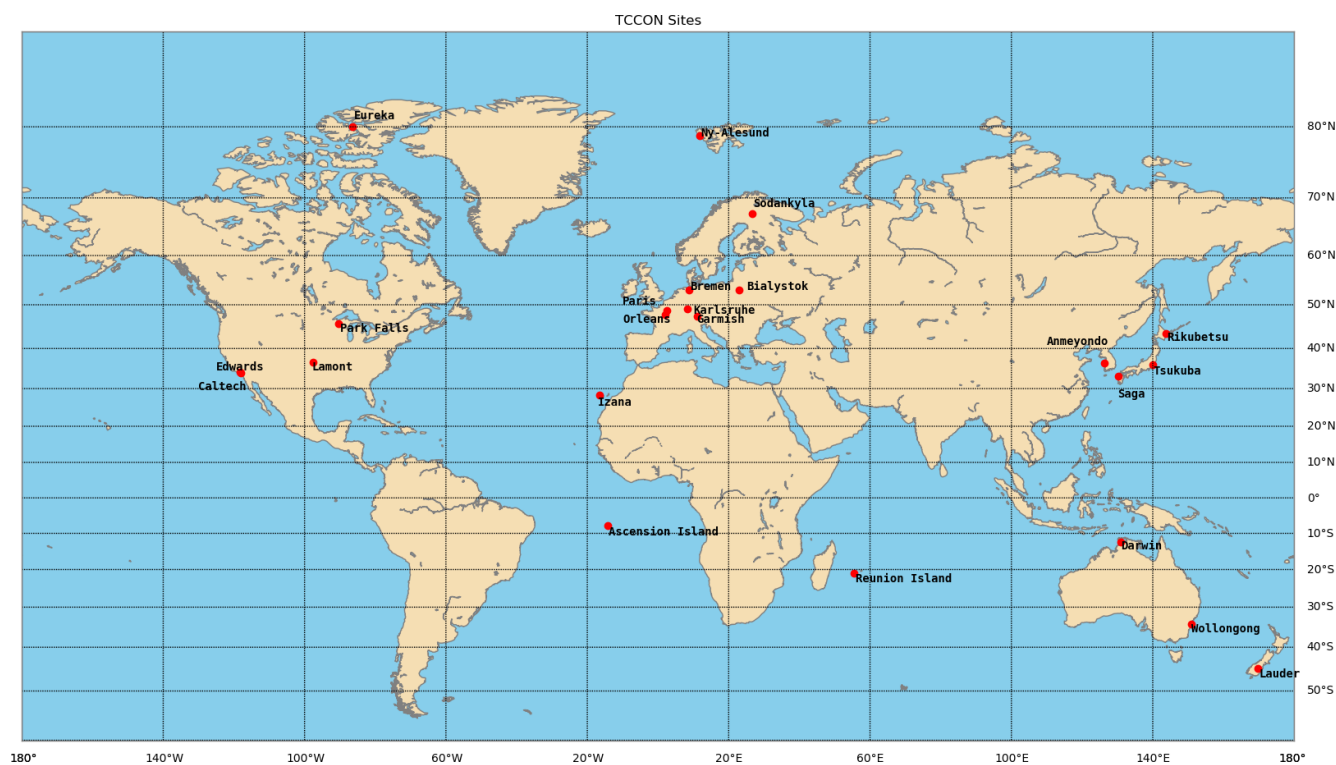 TCCON Sites
Eureka
80°N
Ny-Alesund
70°N
Sodankyla
60°N
Bremen
Bialystok
Paris
50°N
Karlsruhe
Orleans
Garmish
Park Falls
Rikubetsu
Anmeyondo
40°N
Edwards
Lamont
Tsukuba
Caltech
30°N
Saga
Izana
20°N
10°N
0°
Ascension Island
10°S
Darwin
20°S
Reunion Island
30°S
Wollongong
40°S
Lauder
50°S
180°
140°W
100°W
60°W
20°W
20°E
60°E
100°E
140°E
180°